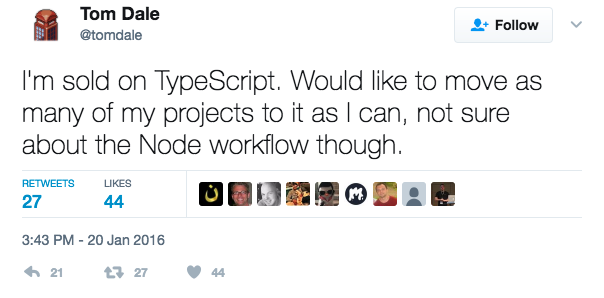 Tom Dale
@tomdale
Follow
I'm sold on TypeScript. Would like to move as
many of my projects to it as I can, not sure
about the Node workflow though.
RETWEETS LIKES
27 44
3:43 PM - 20 Jan 2016
21 27 44